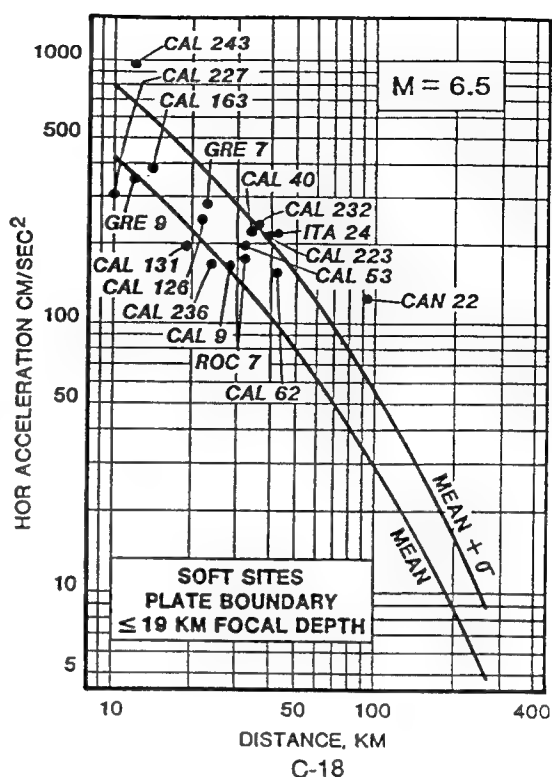 1000
CAL 243
CAL 227
M = 6.5
CAL 163
500
GRE 7
CAL 40
CAL 232
GRE 9
ITA 24
CAL 131
CAL 223
CAL 126
CAL 53
CAL 236
CAN 22
100
CAL 9
ROC 7
CAL 62
50
HOR ACCELERATION CM/SEC²
MEAN + σ
MEAN
SOFT SITES
PLATE BOUNDARY
≤ 19 KM FOCAL DEPTH
10
5
10 50 100 400
DISTANCE, KM
C-18